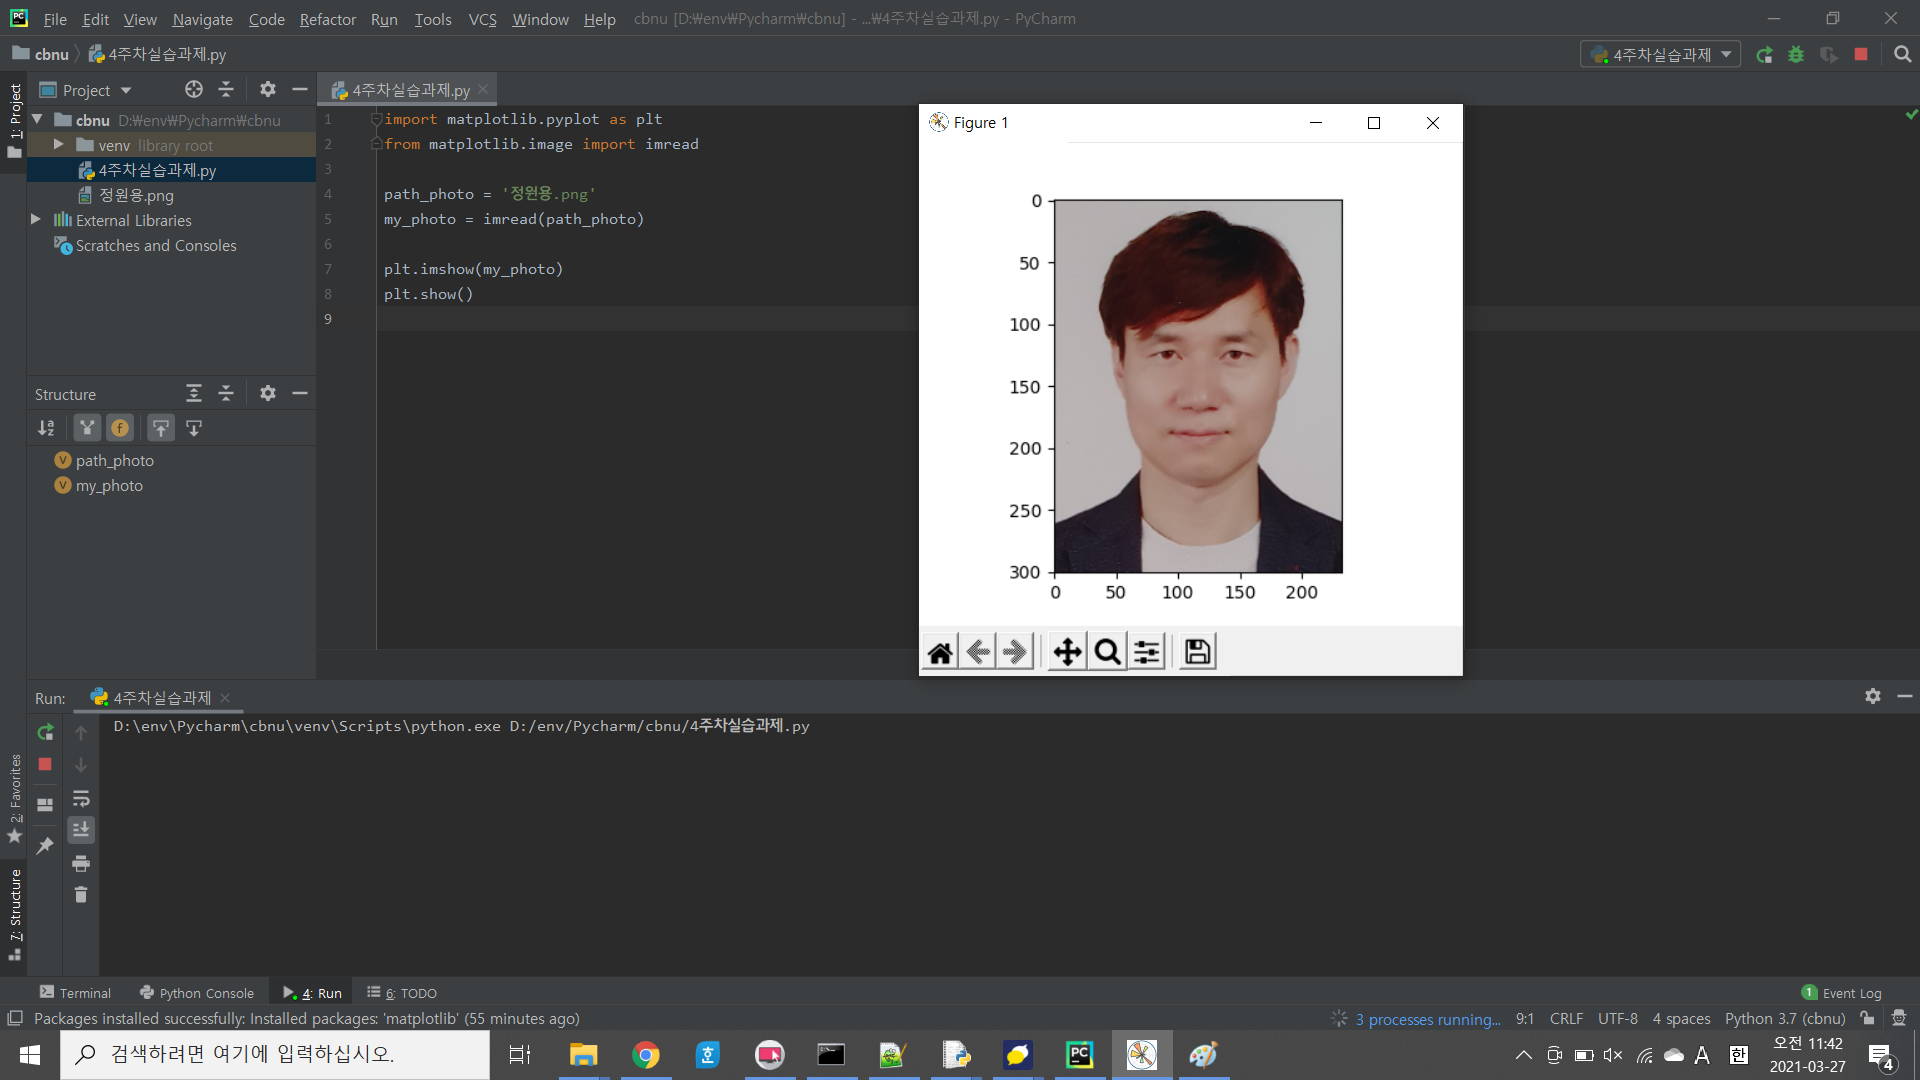 File Edit View Navigate Code Refactor Run Tools VCS Window Help cbnu [D:₩env₩Pycharm₩cbnu] - ...₩4주차실습과제.py - PyCharm
cbnu 4주차실습과제.py 4주차실습과제
1: Project
Project
4주차실습과제.py
cbnu D:₩env₩Pycharm₩cbnu
venv library root
4주차실습과제.py
정원용.png
External Libraries
Scratches and Consoles
1 import matplotlib.pyplot as plt
2 from matplotlib.image import imread
3
4 path_photo = '정원용.png'
5 my_photo = imread(path_photo)
6
7 plt.imshow(my_photo)
8 plt.show()
9
Structure
path_photo
my_photo
Figure 1
0
50
100
150
200
250
300
0 50 100 150 200
Run: 4주차실습과제
D:\env\Pycharm\cbnu\venv\Scripts\python.exe D:/env/Pycharm/cbnu/4주차실습과제.py
2: Favorites
7: Structure
Terminal Python Console 4: Run 6: TODO 1 Event Log
Packages installed successfully: Installed packages: 'matplotlib' (55 minutes ago) 3 processes running... 9:1 CRLF UTF-8 4 spaces Python 3.7 (cbnu)
검색하려면 여기에 입력하십시오.
A 한 오전 11:42
2021-03-27
4